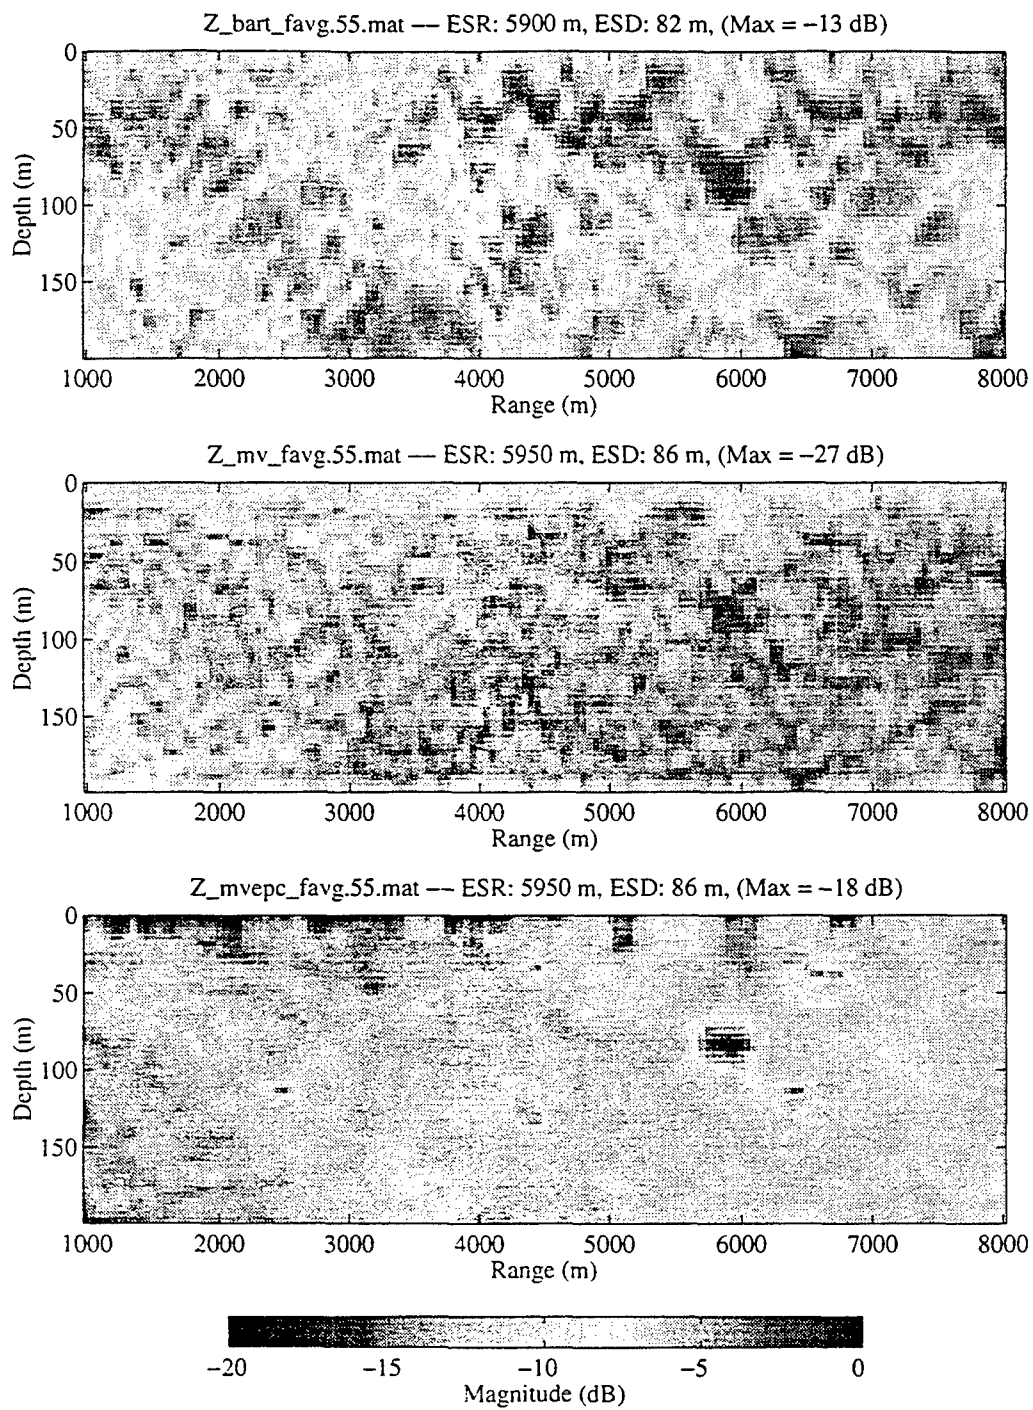 Z_bart_favg.55.mat — ESR: 5900 m, ESD: 82 m, (Max = −13 dB)
0
50
100
150
Depth (m)
1000 2000 3000 4000 5000 6000 7000 8000
Range (m)
Z_mv_favg.55.mat — ESR: 5950 m, ESD: 86 m, (Max = −27 dB)
0
50
100
150
Depth (m)
1000 2000 3000 4000 5000 6000 7000 8000
Range (m)
Z_mvepc_favg.55.mat — ESR: 5950 m, ESD: 86 m, (Max = −18 dB)
0
50
100
150
Depth (m)
1000 2000 3000 4000 5000 6000 7000 8000
Range (m)
−20 −15 −10 −5 0
Magnitude (dB)